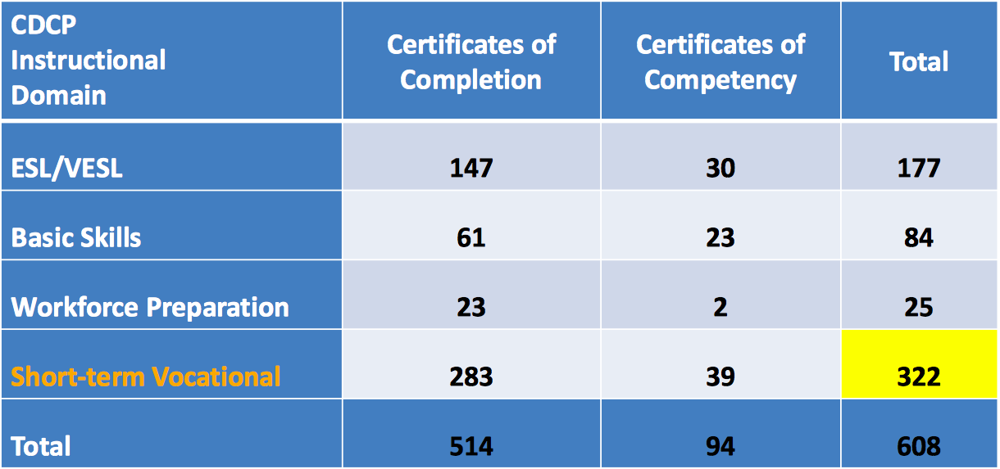 CDCP
Instructional
Domain
Certificates of
Completion
Certificates of
Competency
Total
ESL/VESL 147 30 177
Basic Skills 61 23 84
Workforce Preparation 23 2 25
Short-term Vocational 283 39 322
Total 514 94 608